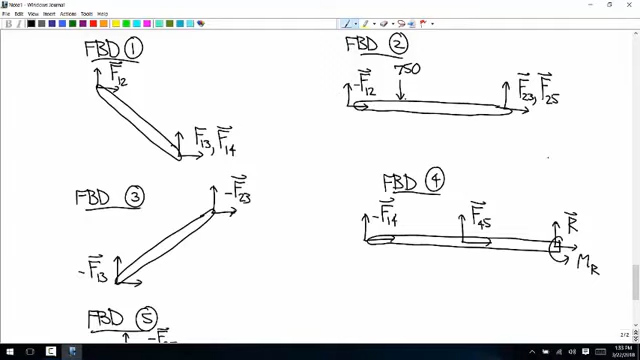 Note1 - Windows Journal
File Edit View Insert Actions Tools Help
FBD 1
F12
F13, F14
FBD 2
750
-F12
F23, F25
FBD 3
-F23
-F13
FBD 4
-F14
F45
R
MR
FBD 5
-F
2/2
1:33 PM